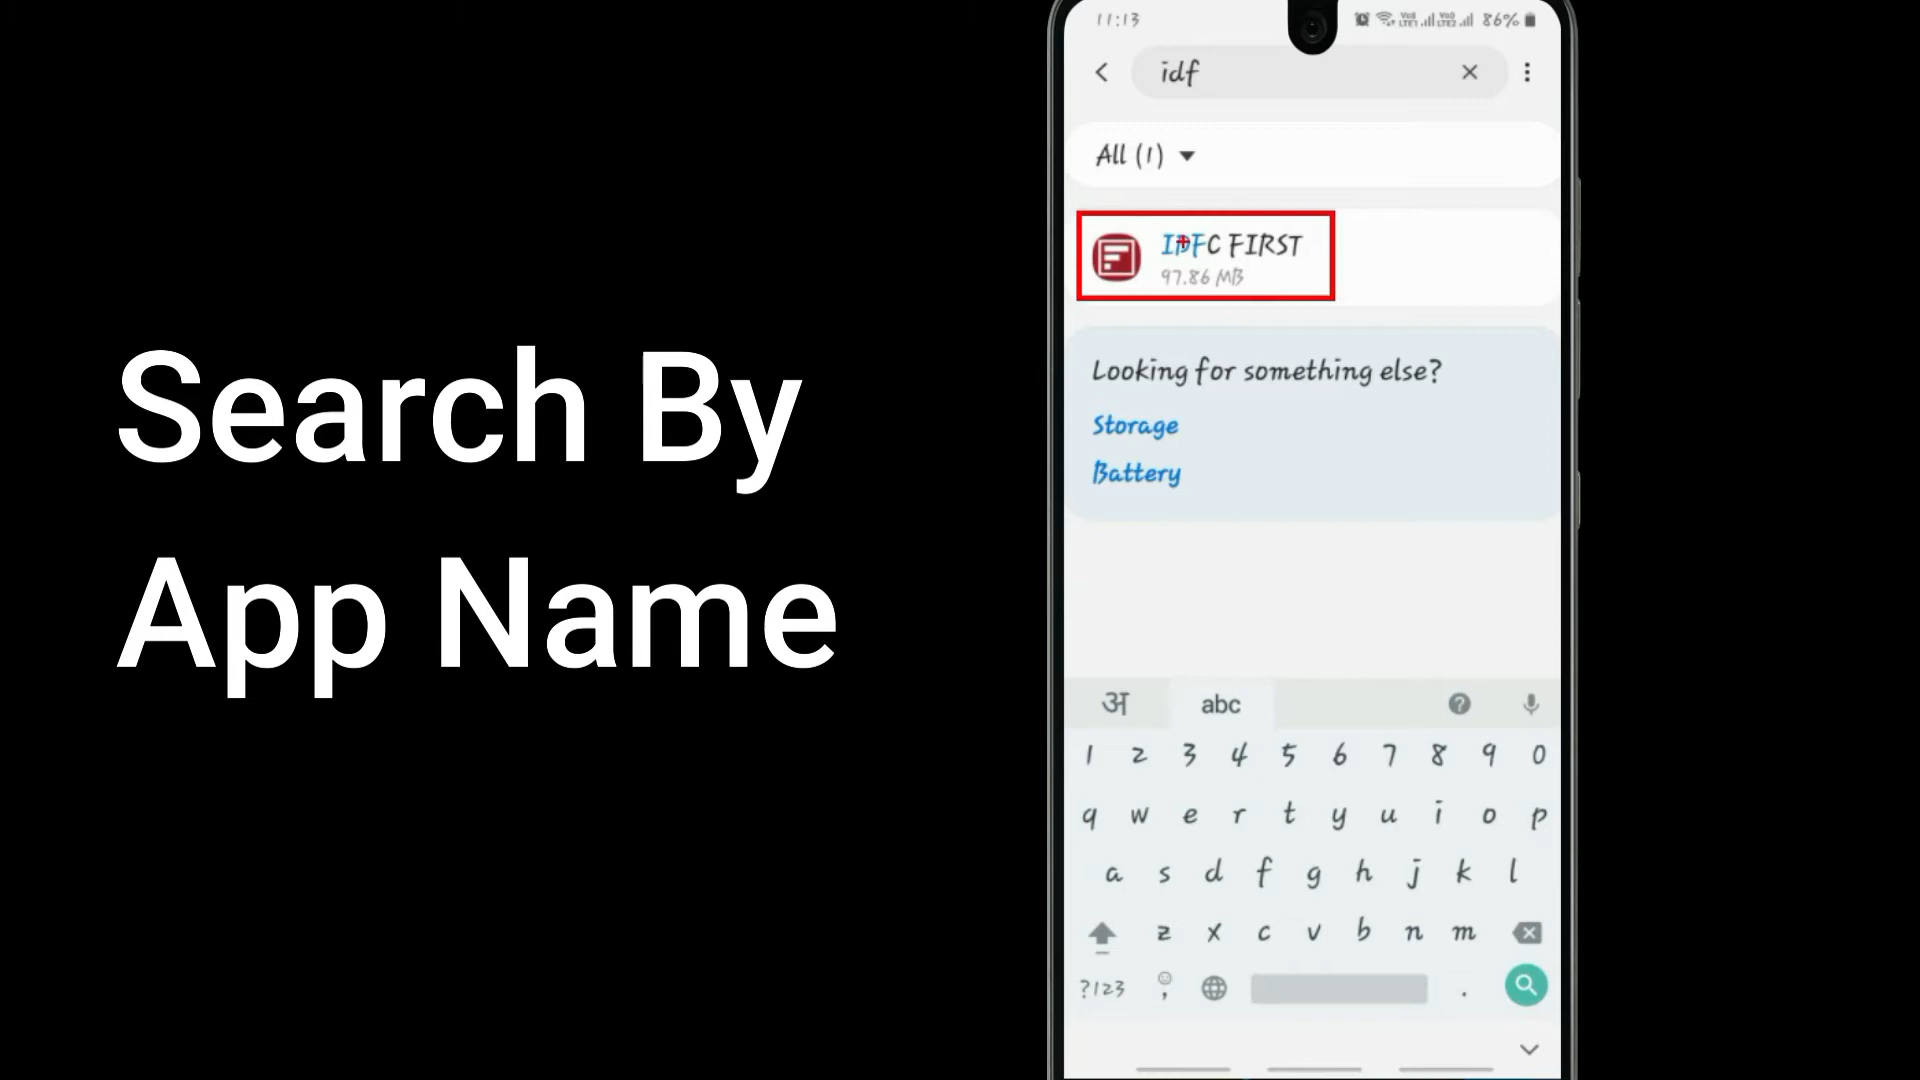 Search By
App Name
11:13
86%
idf
All (1)
IDFC FIRST
97.86 MB
Looking for something else?
Storage
Battery
अ abc
1 2 3 4 5 6 7 8 9 0
q w e r t y u i o p
a s d f g h j k l
z x c v b n m
?123 , .